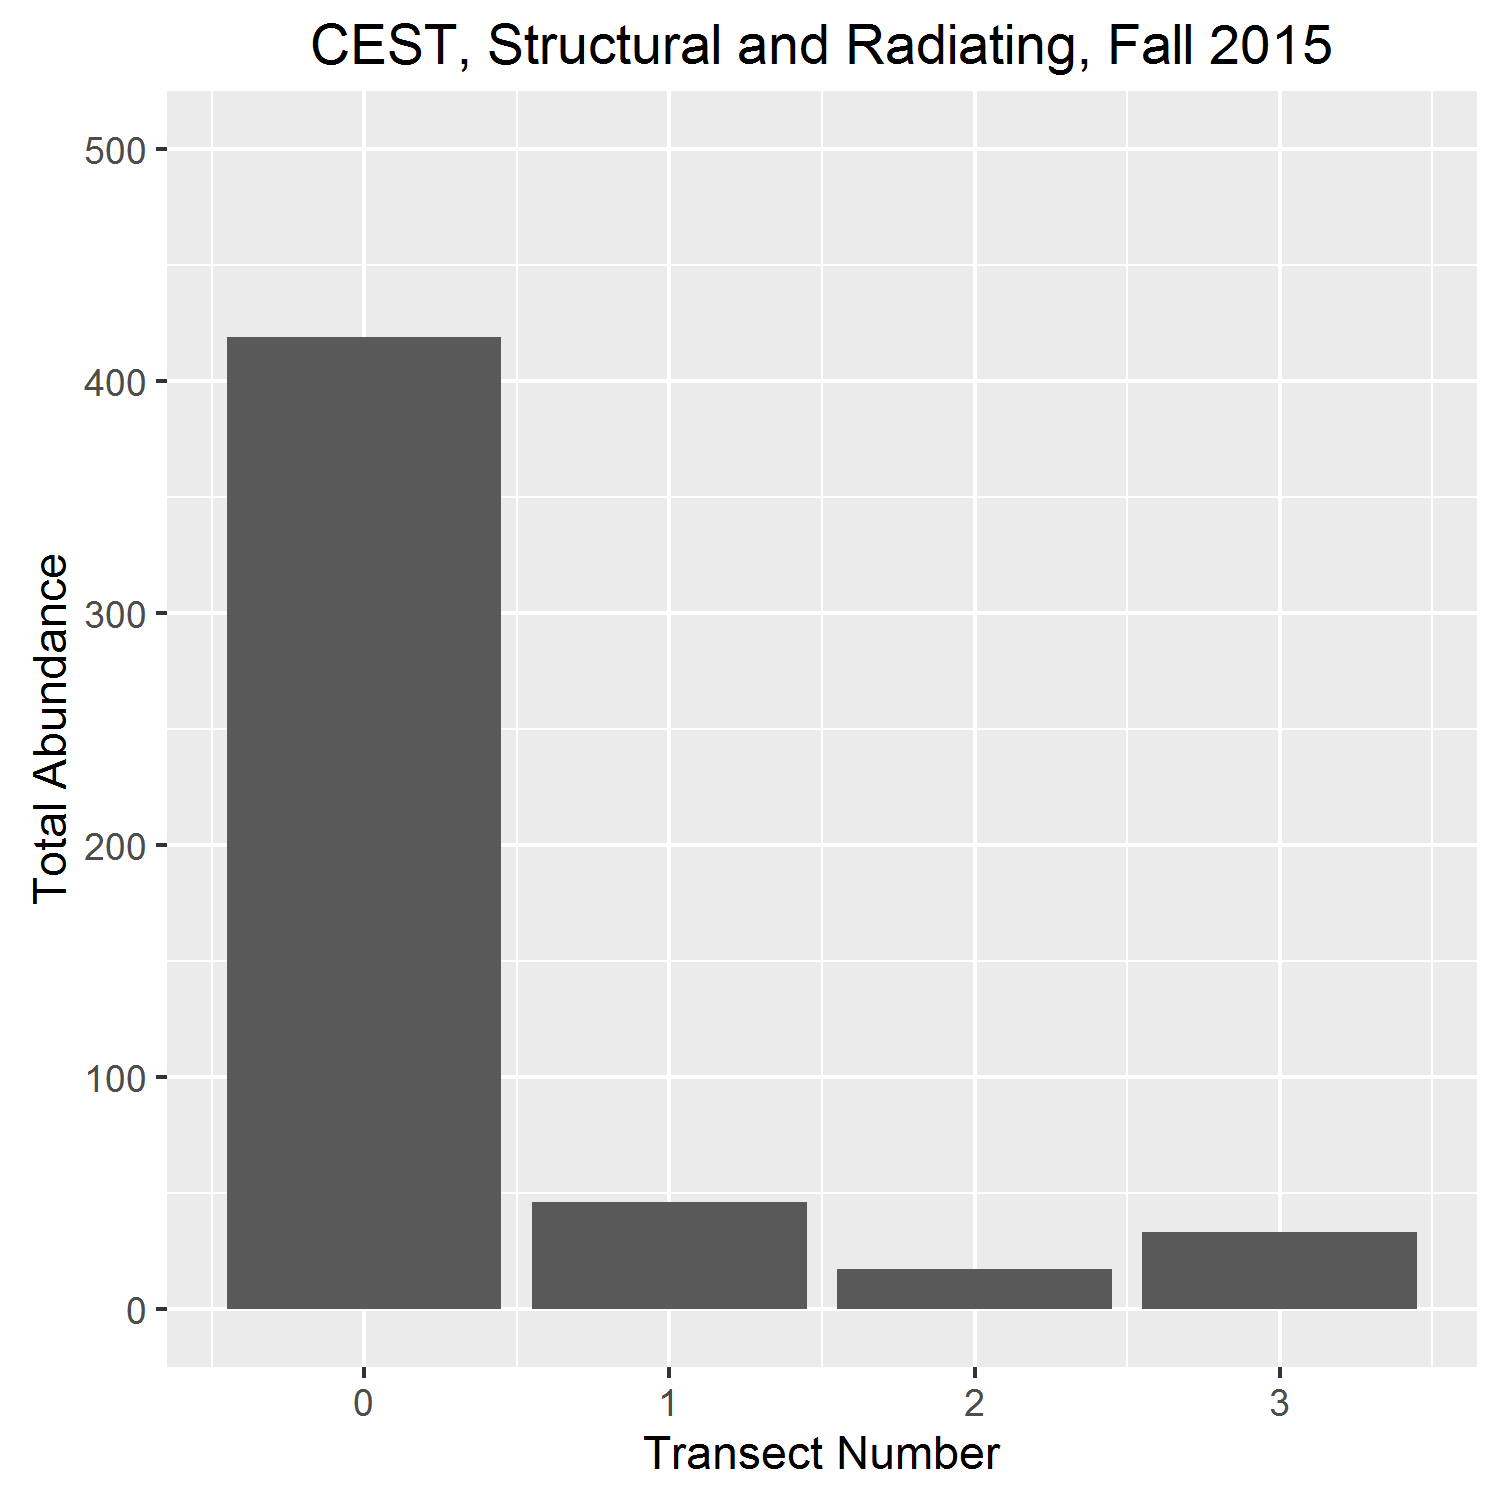 CEST, Structural and Radiating, Fall 2015
500
400
300
200
100
0
Total Abundance
0 1 2 3
Transect Number